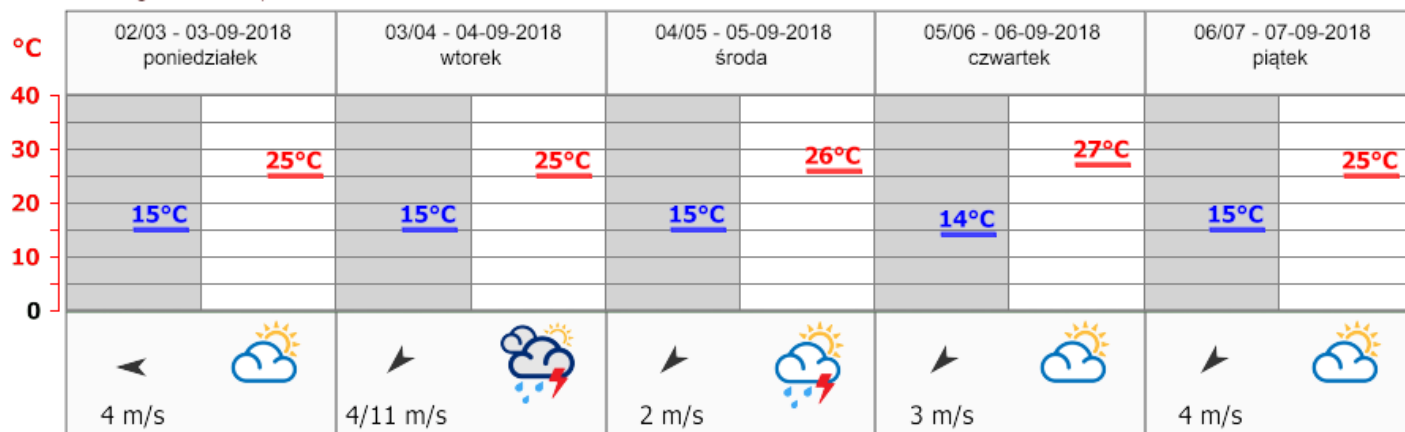 02/03 - 03-09-2018
poniedziałek
03/04 - 04-09-2018
wtorek
04/05 - 05-09-2018
środa
05/06 - 06-09-2018
czwartek
06/07 - 07-09-2018
piątek
°C
40
30
20
10
0
15°C
25°C
15°C
25°C
15°C
26°C
14°C
27°C
15°C
25°C
4 m/s
4/11 m/s
2 m/s
3 m/s
4 m/s